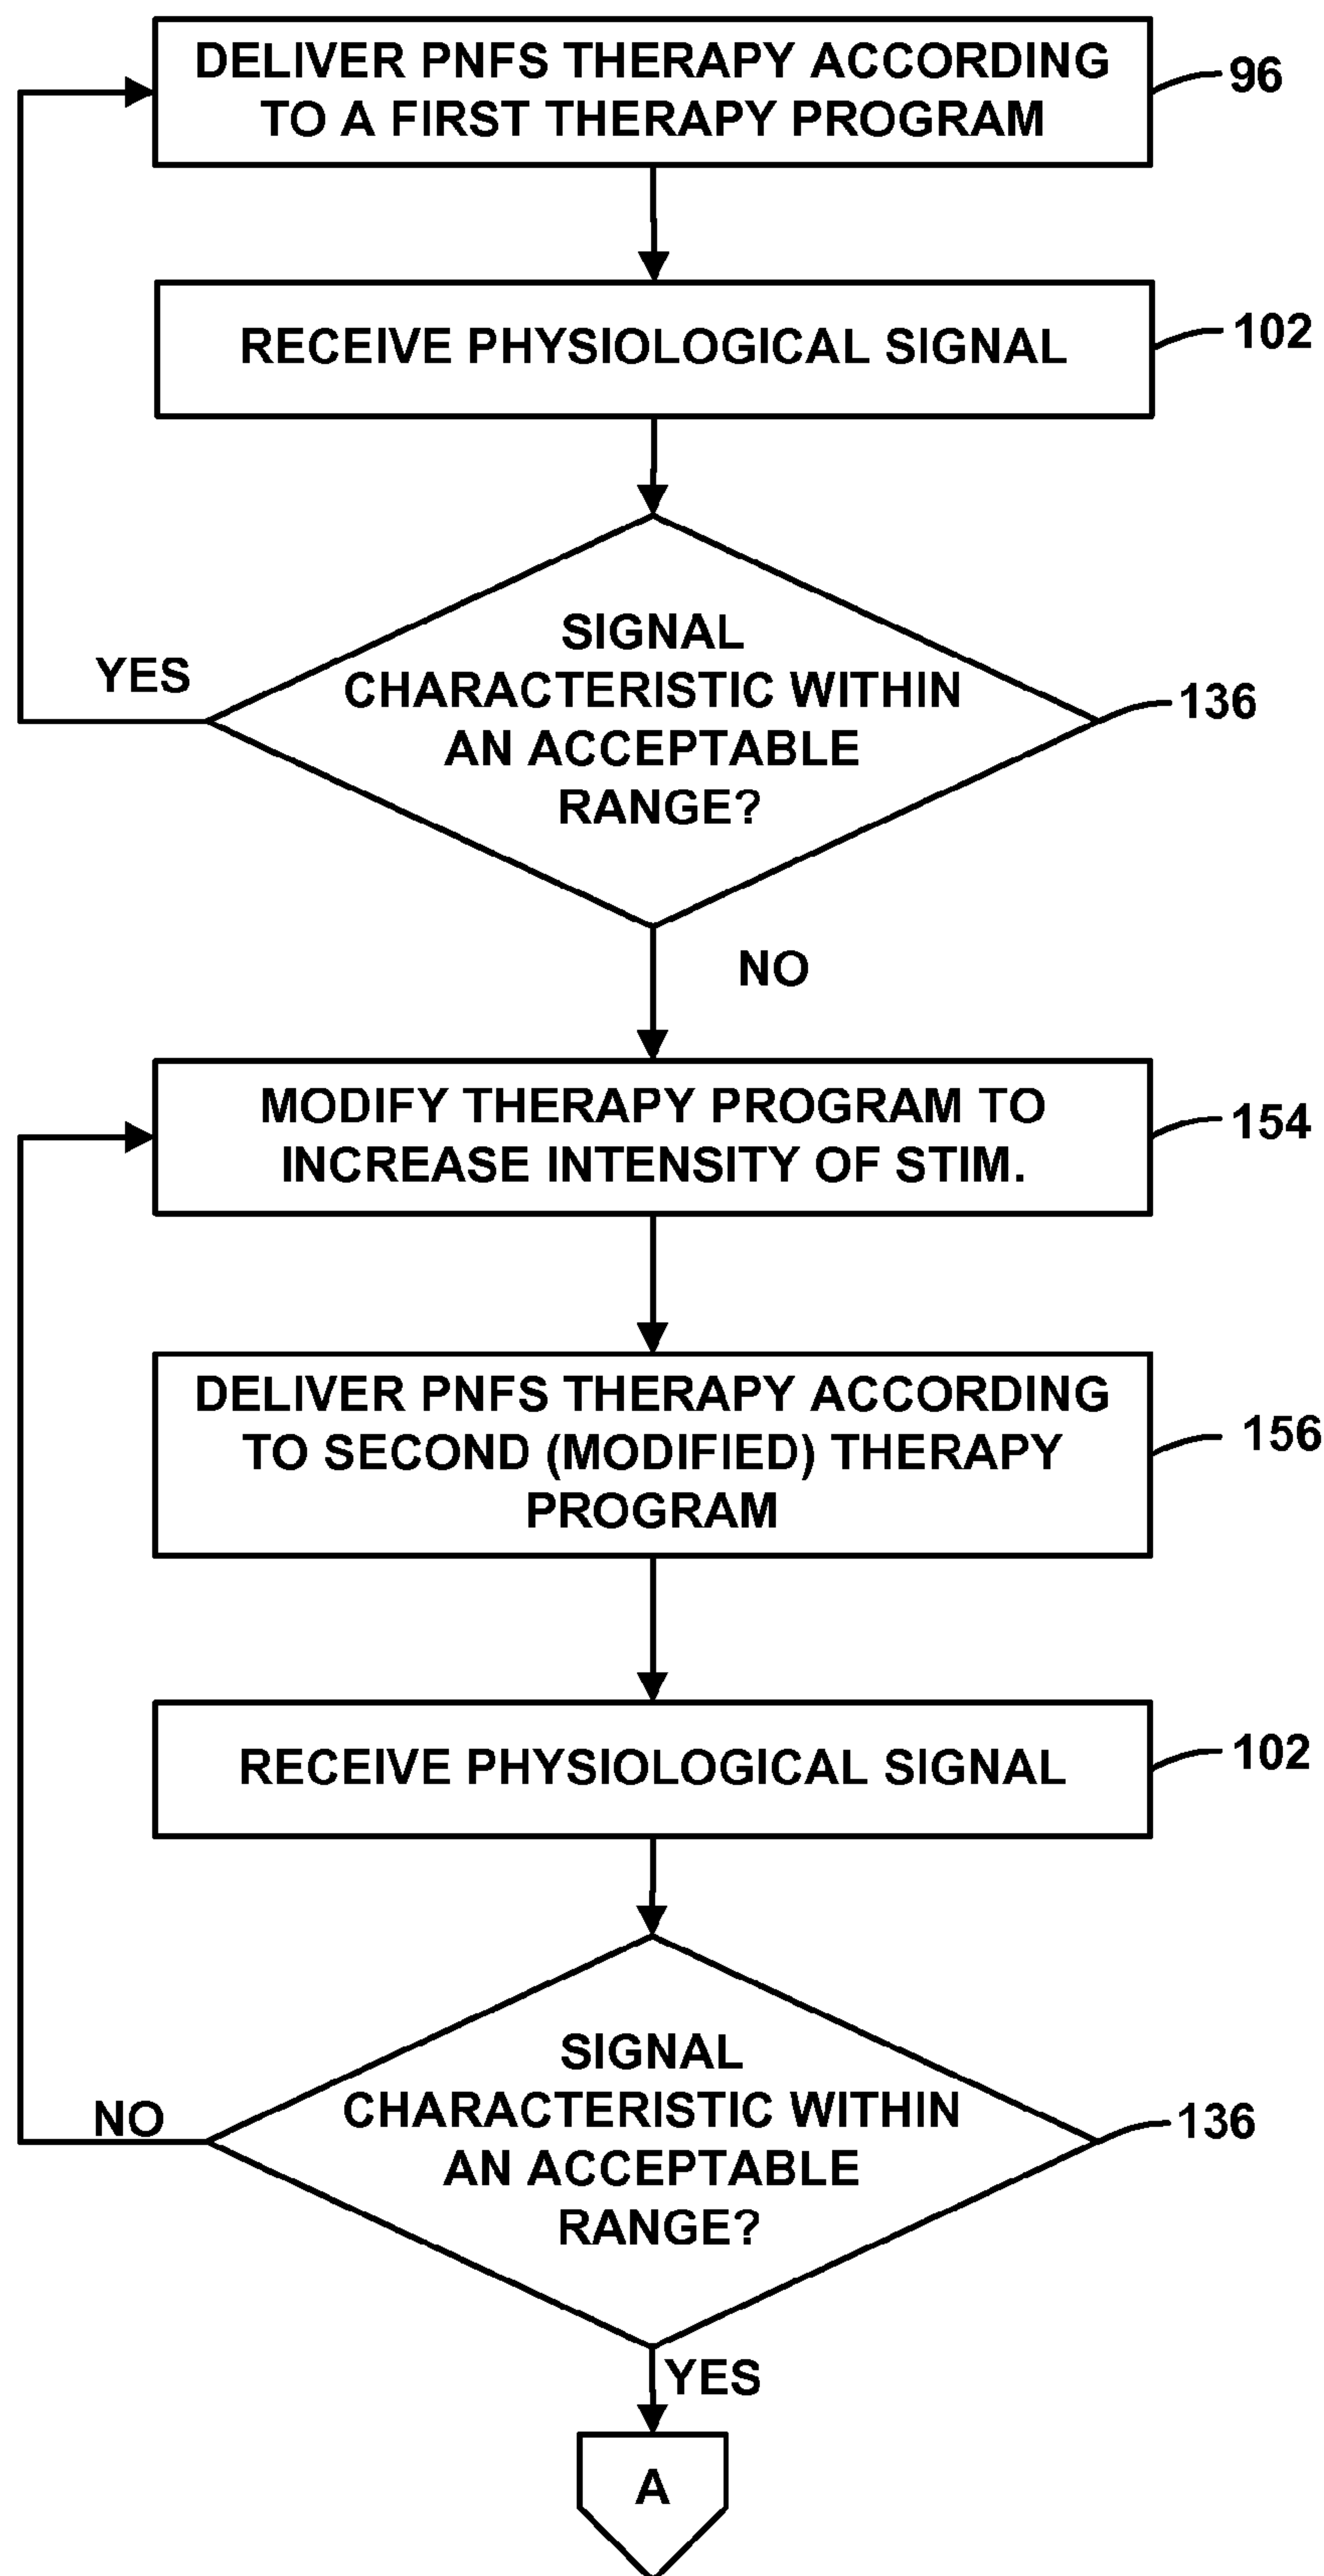 DELIVER PNFS THERAPY ACCORDING
TO A FIRST THERAPY PROGRAM
96
RECEIVE PHYSIOLOGICAL SIGNAL
102
SIGNAL
CHARACTERISTIC WITHIN
AN ACCEPTABLE
RANGE?
YES
136
NO
MODIFY THERAPY PROGRAM TO
INCREASE INTENSITY OF STIM.
154
DELIVER PNFS THERAPY ACCORDING
TO SECOND (MODIFIED) THERAPY
PROGRAM
156
RECEIVE PHYSIOLOGICAL SIGNAL
102
SIGNAL
CHARACTERISTIC WITHIN
AN ACCEPTABLE
RANGE?
NO
136
YES
A